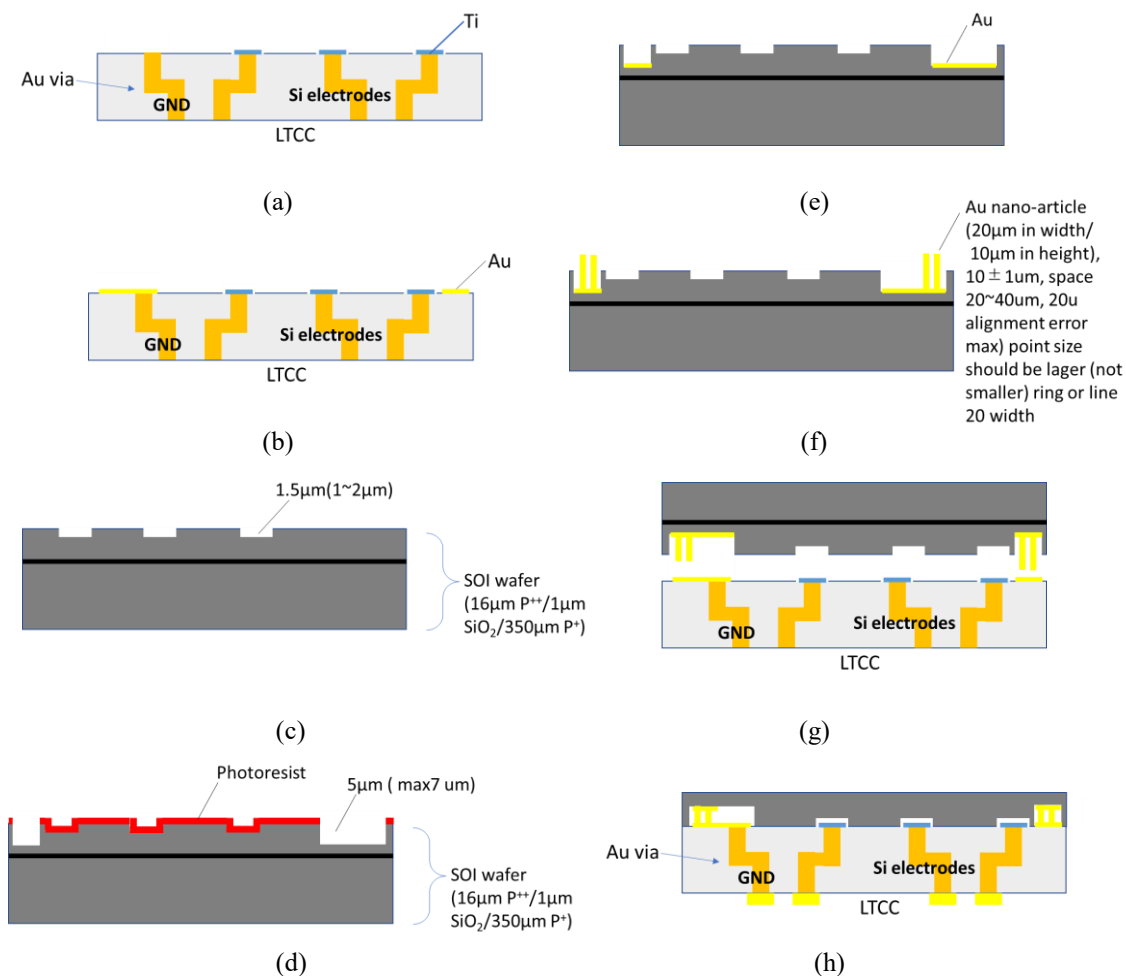 Ti
Au via
GND
Si electrodes
LTCC
(a)
Au
GND
Si electrodes
LTCC
(b)
1.5μm(1~2μm)
SOI wafer
(16μm P⁺⁺/1μm
SiO₂/350μm P⁺)
(c)
Photoresist
5μm ( max7 um)
SOI wafer
(16μm P⁺⁺/1μm
SiO₂/350μm P⁺)
(d)
Au
(e)
Au nano-article
(20μm in width/
10μm in height),
10 ± 1um, space
20~40um, 20u
alignment error
max) point size
should be lager (not
smaller) ring or line
20 width
(f)
GND
Si electrodes
LTCC
(g)
Au via
GND
Si electrodes
LTCC
(h)